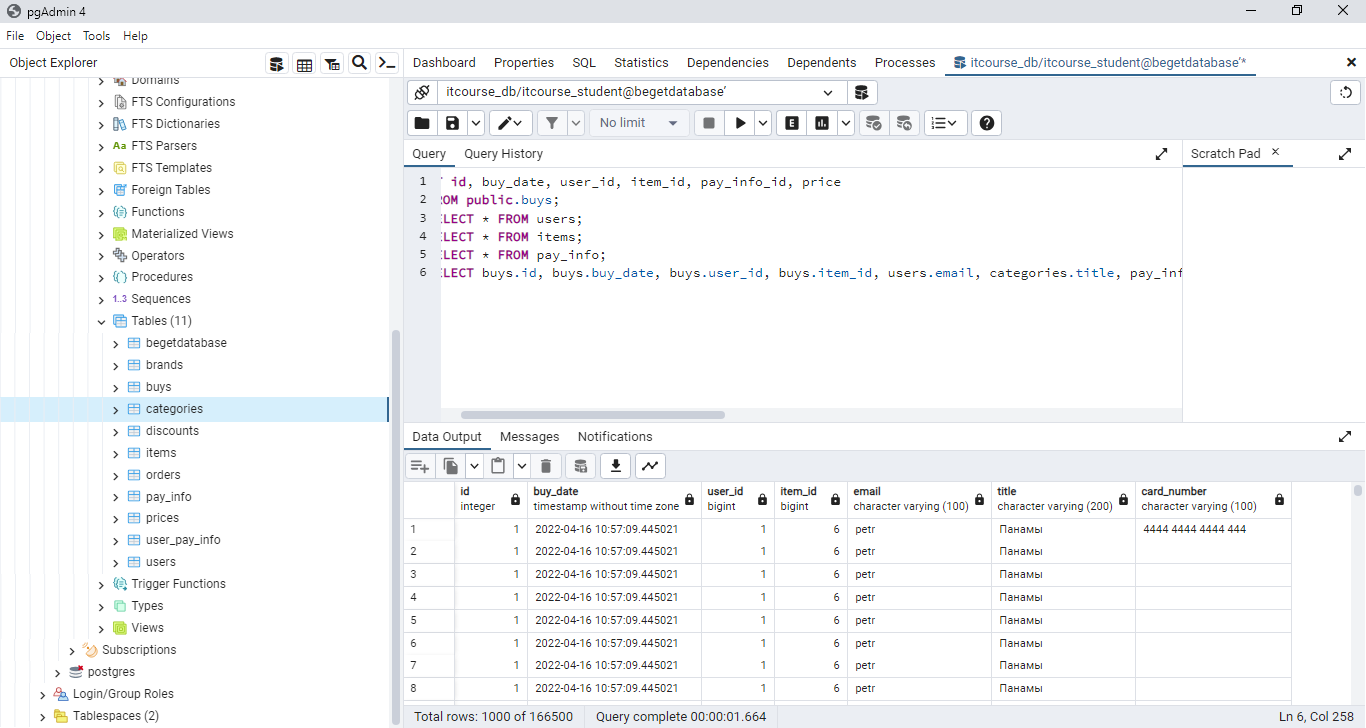 pgAdmin 4
File Object Tools Help
Object Explorer
Dashboard Properties SQL Statistics Dependencies Dependents Processes itcourse_db/itcourse_student@begetdatabase’*
Domains
FTS Configurations
FTS Dictionaries
Aa FTS Parsers
FTS Templates
Foreign Tables
Functions
Materialized Views
Operators
Procedures
1..3 Sequences
Tables (11)
begetdatabase
brands
buys
categories
discounts
items
orders
pay_info
prices
user_pay_info
users
Trigger Functions
Types
Views
Subscriptions
postgres
Login/Group Roles
Tablespaces (2)
itcourse_db/itcourse_student@begetdatabase’
No limit
E
Query Query History
Scratch Pad
1 id, buy_date, user_id, item_id, pay_info_id, price
2 ROM public.buys;
3 ELECT * FROM users;
4 ELECT * FROM items;
5 ELECT * FROM pay_info;
6 ELECT buys.id, buys.buy_date, buys.user_id, buys.item_id, users.email, categories.title, pay_inf
Data Output Messages Notifications
id buy_date user_id item_id email title card_number
integer timestamp without time zone bigint bigint character varying (100) character varying (200) character varying (100)
1 1 2022-04-16 10:57:09.445021 1 6 petr Панамы 4444 4444 4444 444
2 1 2022-04-16 10:57:09.445021 1 6 petr Панамы
3 1 2022-04-16 10:57:09.445021 1 6 petr Панамы
4 1 2022-04-16 10:57:09.445021 1 6 petr Панамы
5 1 2022-04-16 10:57:09.445021 1 6 petr Панамы
6 1 2022-04-16 10:57:09.445021 1 6 petr Панамы
7 1 2022-04-16 10:57:09.445021 1 6 petr Панамы
8 1 2022-04-16 10:57:09.445021 1 6 petr Панамы
Total rows: 1000 of 166500 Query complete 00:00:01.664 Ln 6, Col 258